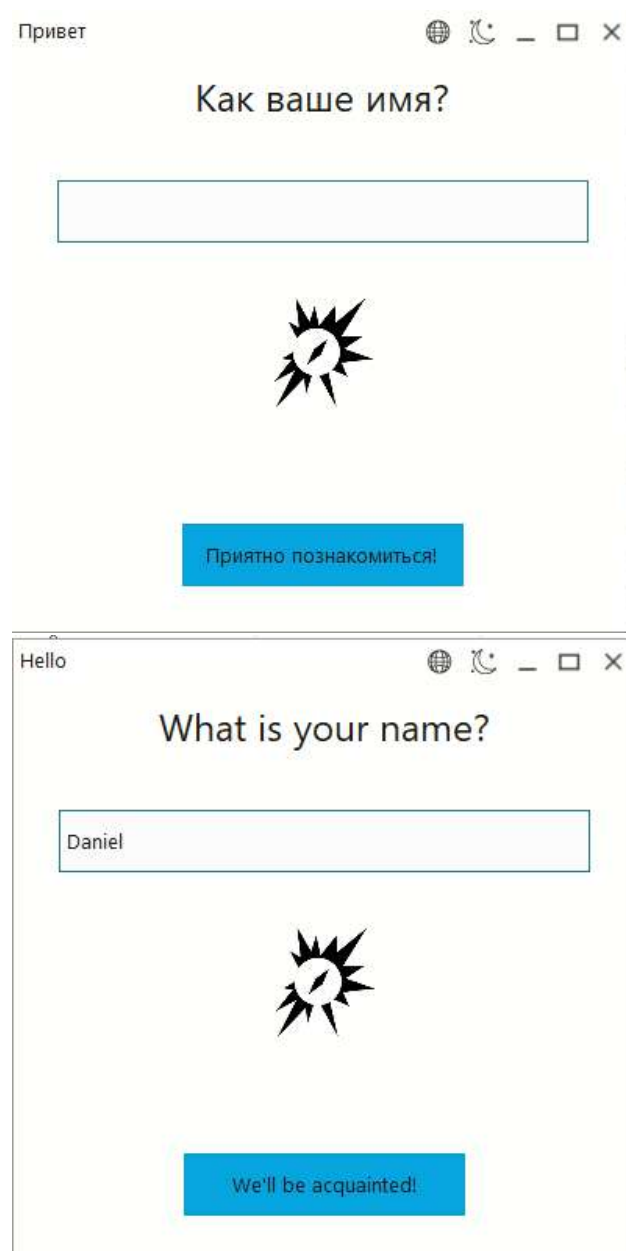 Привет
Как ваше имя?
Приятно познакомиться!
Hello
What is your name?
Daniel
We'll be acquainted!